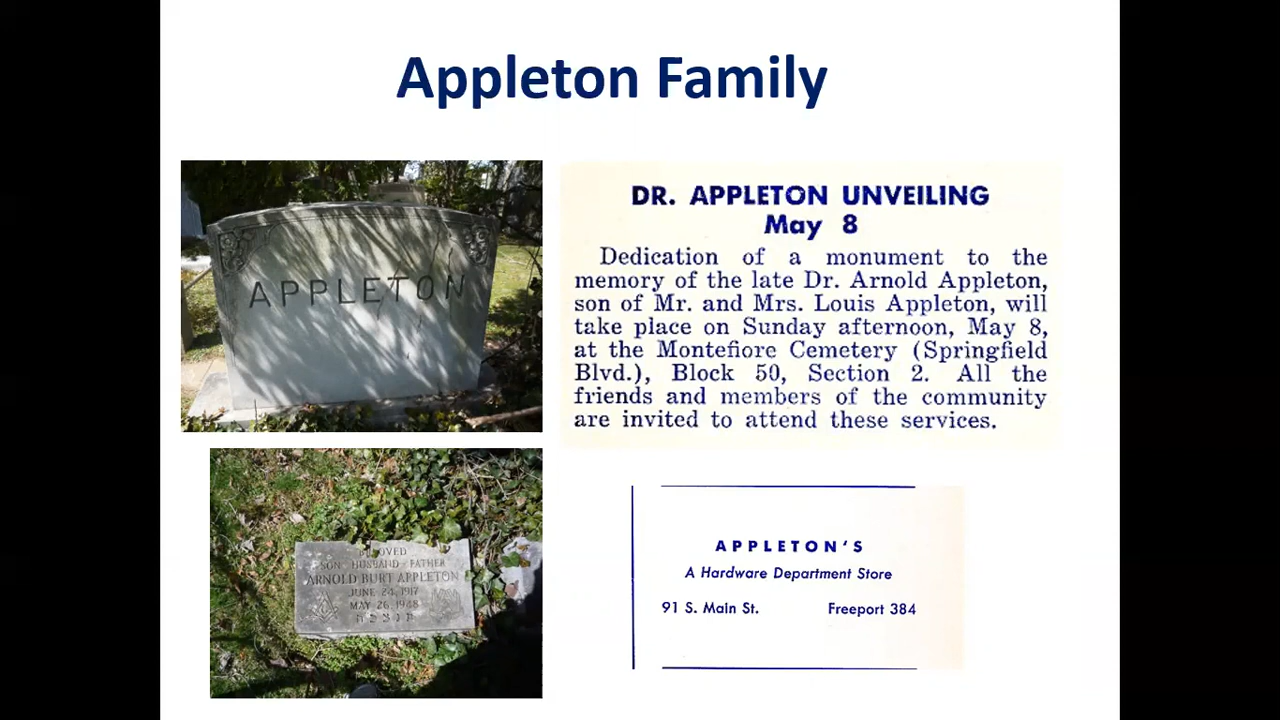 Appleton Family
APPLETON
DR. APPLETON UNVEILING
May 8
Dedication of a monument to the
memory of the late Dr. Arnold Appleton,
son of Mr. and Mrs. Louis Appleton, will
take place on Sunday afternoon, May 8,
at the Montefiore Cemetery (Springfield
Blvd.), Block 50, Section 2. All the
friends and members of the community
are invited to attend these services.
BELOVED
SON - HUSBAND - FATHER
ARNOLD BURT APPLETON
JUNE 24, 1917
MAY 26, 1948
APPLETON'S
A Hardware Department Store
91 S. Main St. Freeport 384